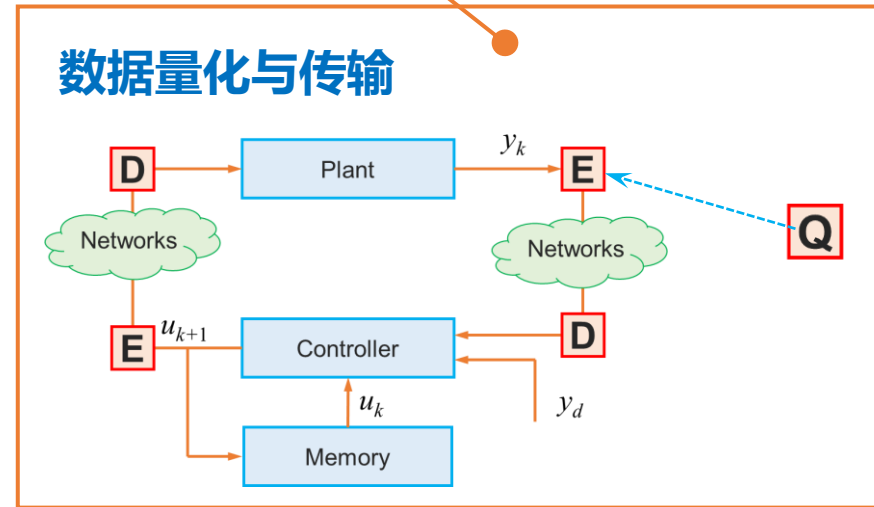 数据量化与传输
D
Plant
y_k
E
Networks
Networks
Q
E
u_{k+1}
Controller
D
u_k
y_d
Memory